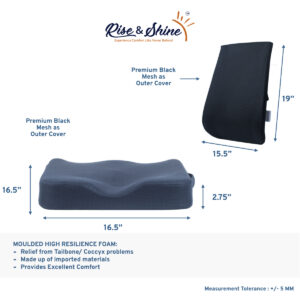 Rise & Shine
Experience Comfort Like Never Before!
Premium Black
Mesh as
Outer Cover
19"
15.5"
Premium Black
Mesh as
Outer Cover
16.5"
2.75"
16.5"
MOULDED HIGH RESILIENCE FOAM:
- Relief from Tailbone/ Coccyx problems
- Made up of Imported materials
- Provides Excellent Comfort
Measurement Tolerance : +/- 5 MM